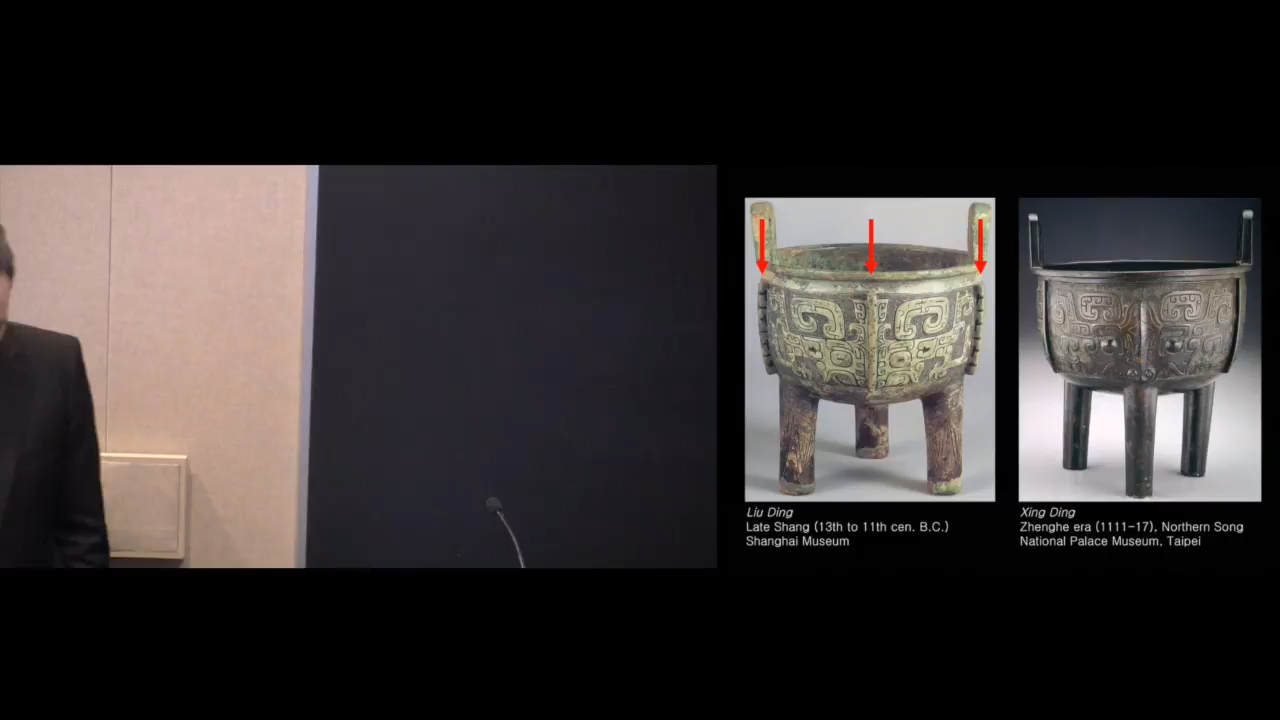 Liu Ding
Late Shang (13th to 11th cen. B.C.)
Shanghai Museum
Xing Ding
Zhenghe era (1111-17), Northern Song
National Palace Museum, Taipei